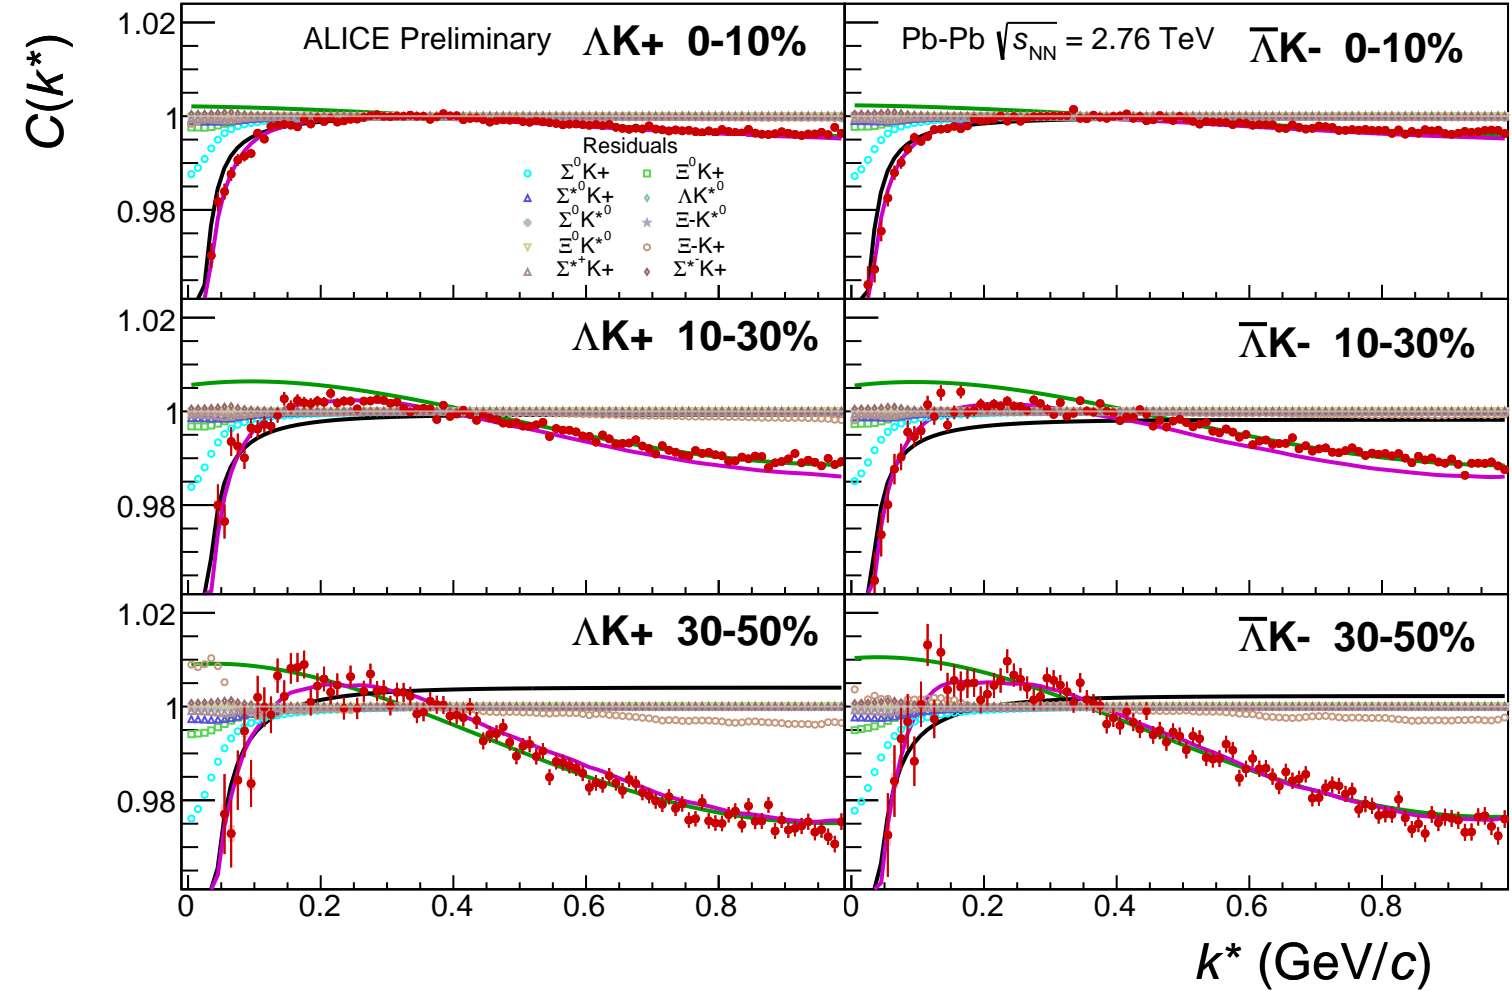 C(k*)
1.02
1
0.98
ALICE Preliminary ΛK+ 0-10%
Residuals
Σ⁰K+ Ξ⁰K+
Σ*⁰K+ ΛK*⁰
Σ⁰K*⁰ Ξ-K*⁰
Ξ⁰K*⁰ Ξ-K+
Σ*⁺K+ Σ*⁻K+
Pb-Pb √s_NN = 2.76 TeV Λ̅K- 0-10%
1.02
1
0.98
ΛK+ 10-30%
Λ̅K- 10-30%
1.02
1
0.98
ΛK+ 30-50%
Λ̅K- 30-50%
0 0.2 0.4 0.6 0.8
0 0.2 0.4 0.6 0.8
k* (GeV/c)